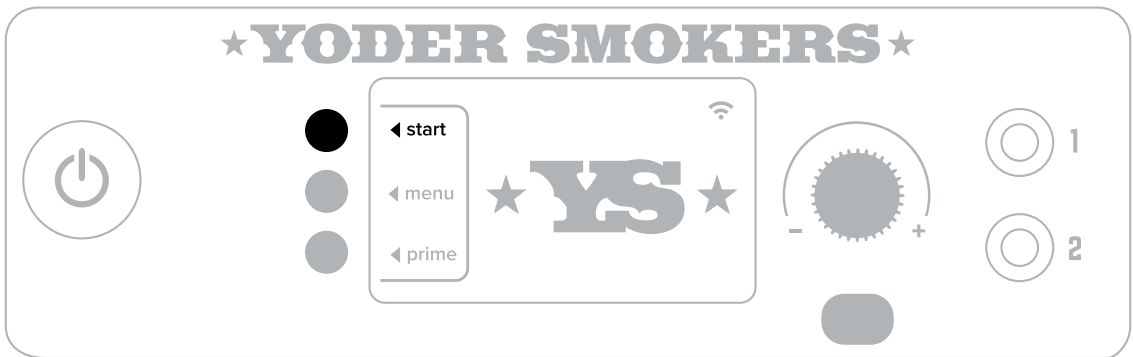 YODER SMOKERS
start
menu
prime
YS
- +
1
2